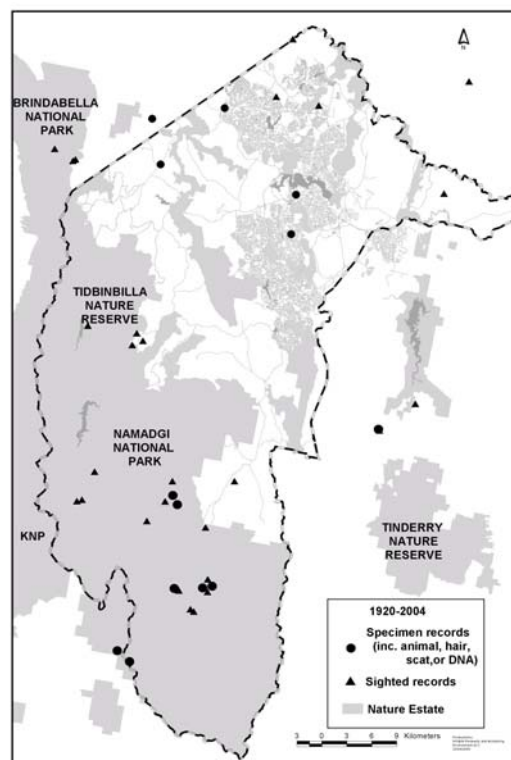 N
BRINDABELLA
NATIONAL
PARK
TIDBINBILLA
NATURE
RESERVE
NAMADGI
NATIONAL
PARK
KNP
TINDERRY
NATURE
RESERVE
1920-2004
Specimen records
(inc. animal, hair,
scat,or DNA)
Sighted records
Nature Estate
3 0 3 6 9 Kilometers